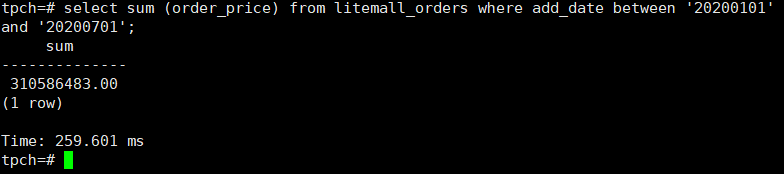 tpch=# select sum (order_price) from litemall_orders where add_date between '20200101'
and '20200701';
sum
--------------
310586483.00
(1 row)
Time: 259.601 ms
tpch=#